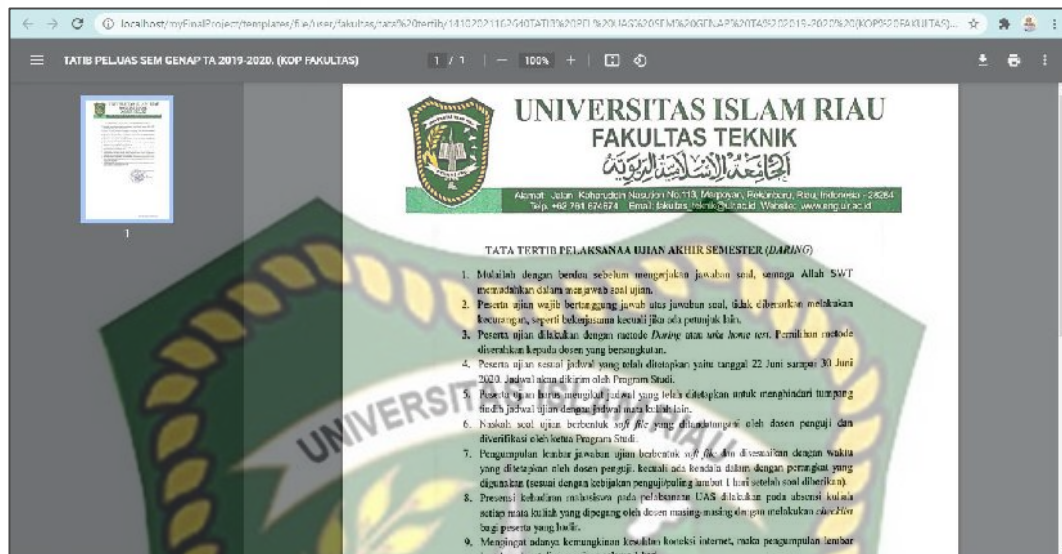 localhost/myFinalProject/templates/file/user/fakultas/tata%20tertib/
TATIB PEL.UAS SEM GENAP TA 2019-2020. (KOP FAKULTAS)
1 / 1
100%
1
UNIVERSITAS ISLAM RIAU
FAKULTAS TEKNIK
الجامعة الإسلامية الريوية
Alamat: Jalan Kaharuddin Nasution No.113, Marpoyan, Pekanbaru, Riau, Indonesia - 28284
Telp. +62 761 674674 Email: fakultas_teknik@uir.ac.id Website: www.eng.uir.ac.id
TATA TERTIB PELAKSANAA UJIAN AKHIR SEMESTER (DARING)
1. Mulailah dengan berdoa sebelum mengerjakan jawaban soal, semoga Allah SWT
memudahkan dalam menjawab soal ujian.
2. Peserta ujian wajib bertanggung jawab atas jawaban soal, tidak dibenarkan melakukan
kecurangan, seperti bekerjasama kecuali jika ada petunjuk lain.
3. Peserta ujian dilakukan dengan metode Daring atau take home test. Pemilihan metode
diserahkan kepada dosen yang bersangkutan.
4. Peserta ujian sesuai jadwal yang telah ditetapkan yaitu tanggal 22 Juni sampai 30 Juni
2020. Jadwal akan dikirim oleh Program Studi.
5. Peserta ujian harus mengikuti jadwal yang telah ditetapkan untuk menghindari tumpang
tindih jadwal ujian dengan jadwal mata kuliah lain.
6. Naskah soal ujian berbentuk soft file yang ditandatangani oleh dosen penguji dan
diverifikasi oleh ketua Program Studi.
7. Pengumpulan lembar jawaban ujian berbentuk soft file dan disesuaikan dengan waktu
yang ditetapkan oleh dosen penguji. kecuali ada kendala dalam dengan perangkat yang
digunakan (sesuai dengan kebijakan penguji/paling lambat 1 hari setelah soal diberikan).
8. Presensi kehadiran mahasiswa pada pelaksanaan UAS dilakukan pada absensi kuliah
setiap mata kuliah yang dipegang oleh dosen masing-masing dengan melakukan checklist
bagi peserta yang hadir.
9. Mengingat adanya kemungkinan kesulitan koneksi internet, maka pengumpulan lembar
UNIVERSITAS ISLAM RIAU